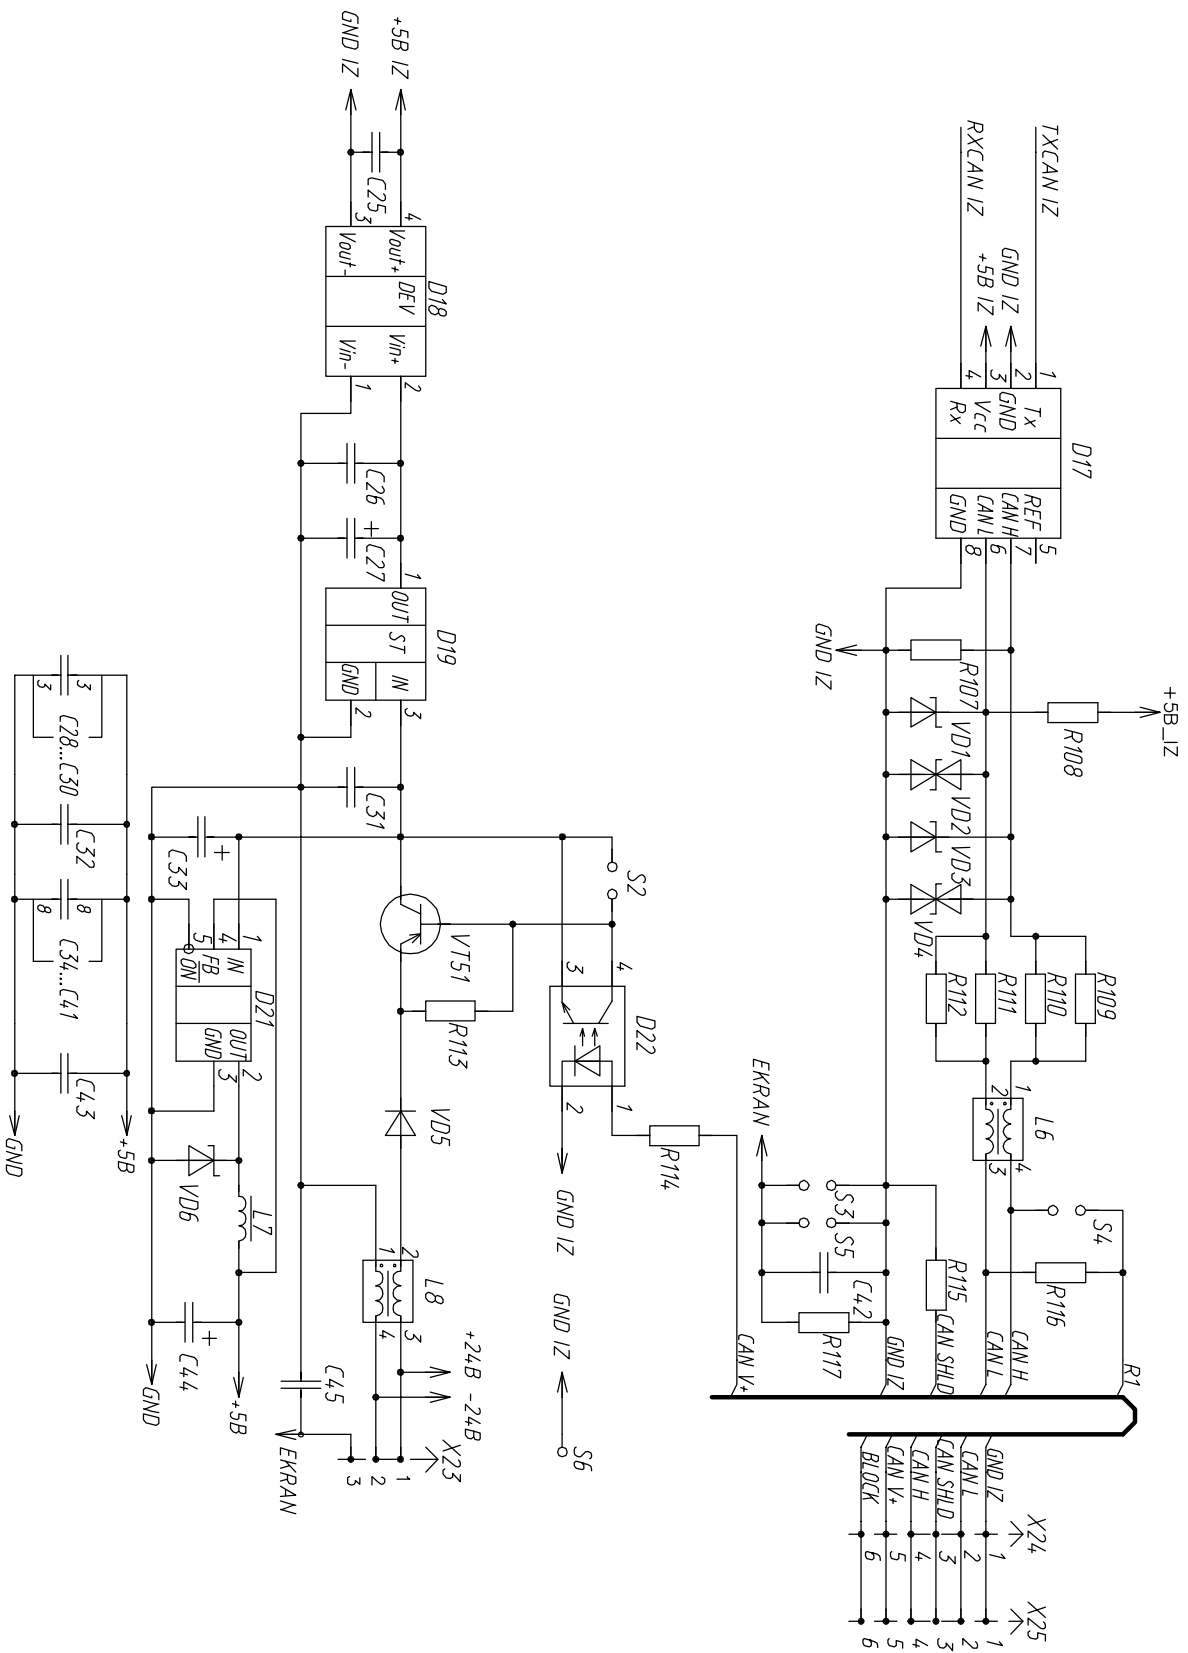 +5B_IZ
TXCAN IZ
RXCAN IZ
GND IZ
+5B IZ
1
2
3
4
Tx
GND
Vcc
Rx
D17
REF
CAN H
CAN L
GND
5
7
6
8
GND IZ
R107
R108
VD1
VD2
VD3
VD4
R109
R110
R111
R112
L6
1
2
4
3
S4
R116
R115
S3
S5
C42
R117
EKRAN
R1
CAN H
CAN L
CAN SHLD
GND IZ
CAN V+
GND IZ
CAN L
CAN SHLD
CAN H
CAN V+
BLOCK
X24
1
2
3
4
5
6
X25
1
2
3
4
5
6
+5B IZ
GND IZ
C25
4
3
Vout+
Vout-
DEV
D18
Vin+
Vin-
2
1
C26
+
C27
1
OUT
ST
D19
IN
GND
3
2
C31
S2
VT51
R113
4
3
D22
1
2
GND IZ
R114
VD5
L8
2
1
3
4
+24B
-24B
X23
1
2
3
C45
EKRAN
GND IZ
S6
C33
+
1
4
5
IN
FB
ON
D21
OUT
GND
2
3
VD6
L7
C44
+
+5B
GND
3
3
C28...C30
C32
8
8
C34...C41
C43
+5B
GND